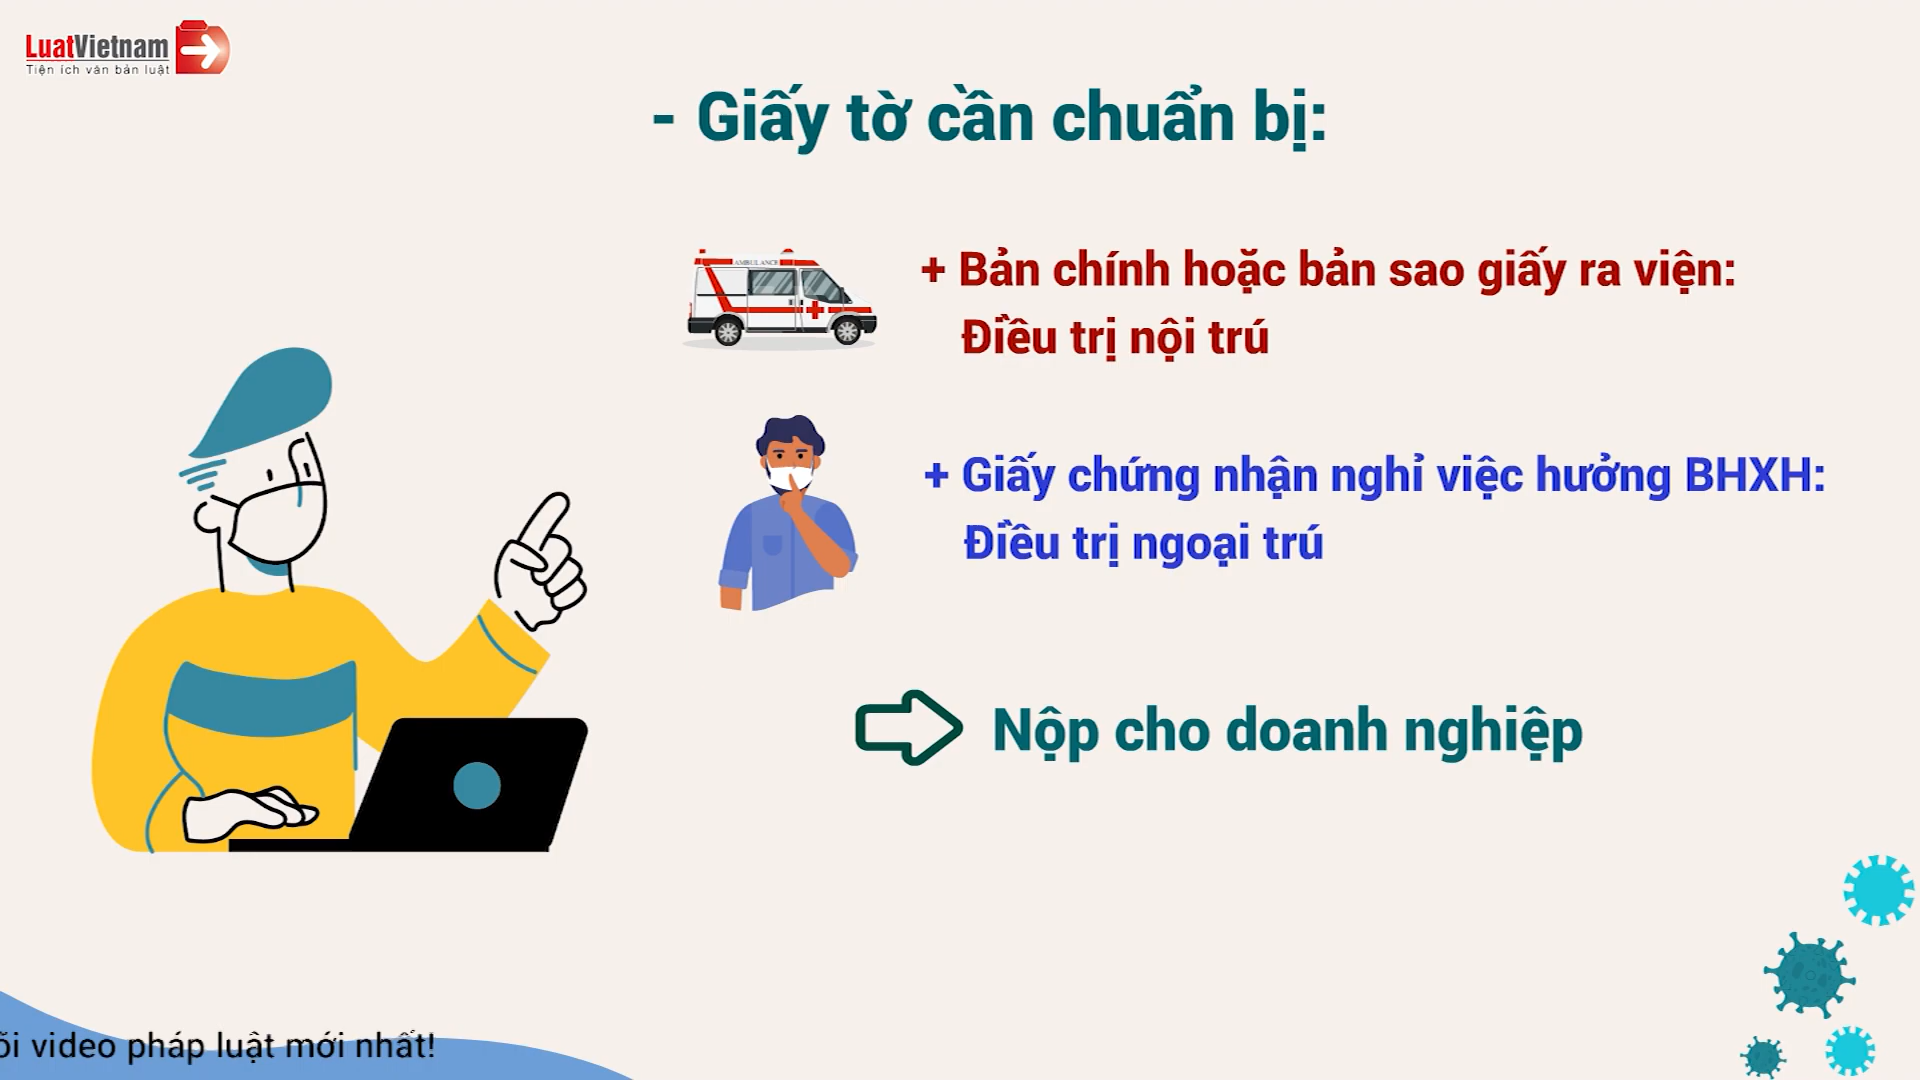 LuatVietnam
Tiện ích văn bản luật
- Giấy tờ cần chuẩn bị:
AMBULANCE
+ Bản chính hoặc bản sao giấy ra viện:
Điều trị nội trú
+ Giấy chứng nhận nghỉ việc hưởng BHXH:
Điều trị ngoại trú
Nộp cho doanh nghiệp
video pháp luật mới nhất!